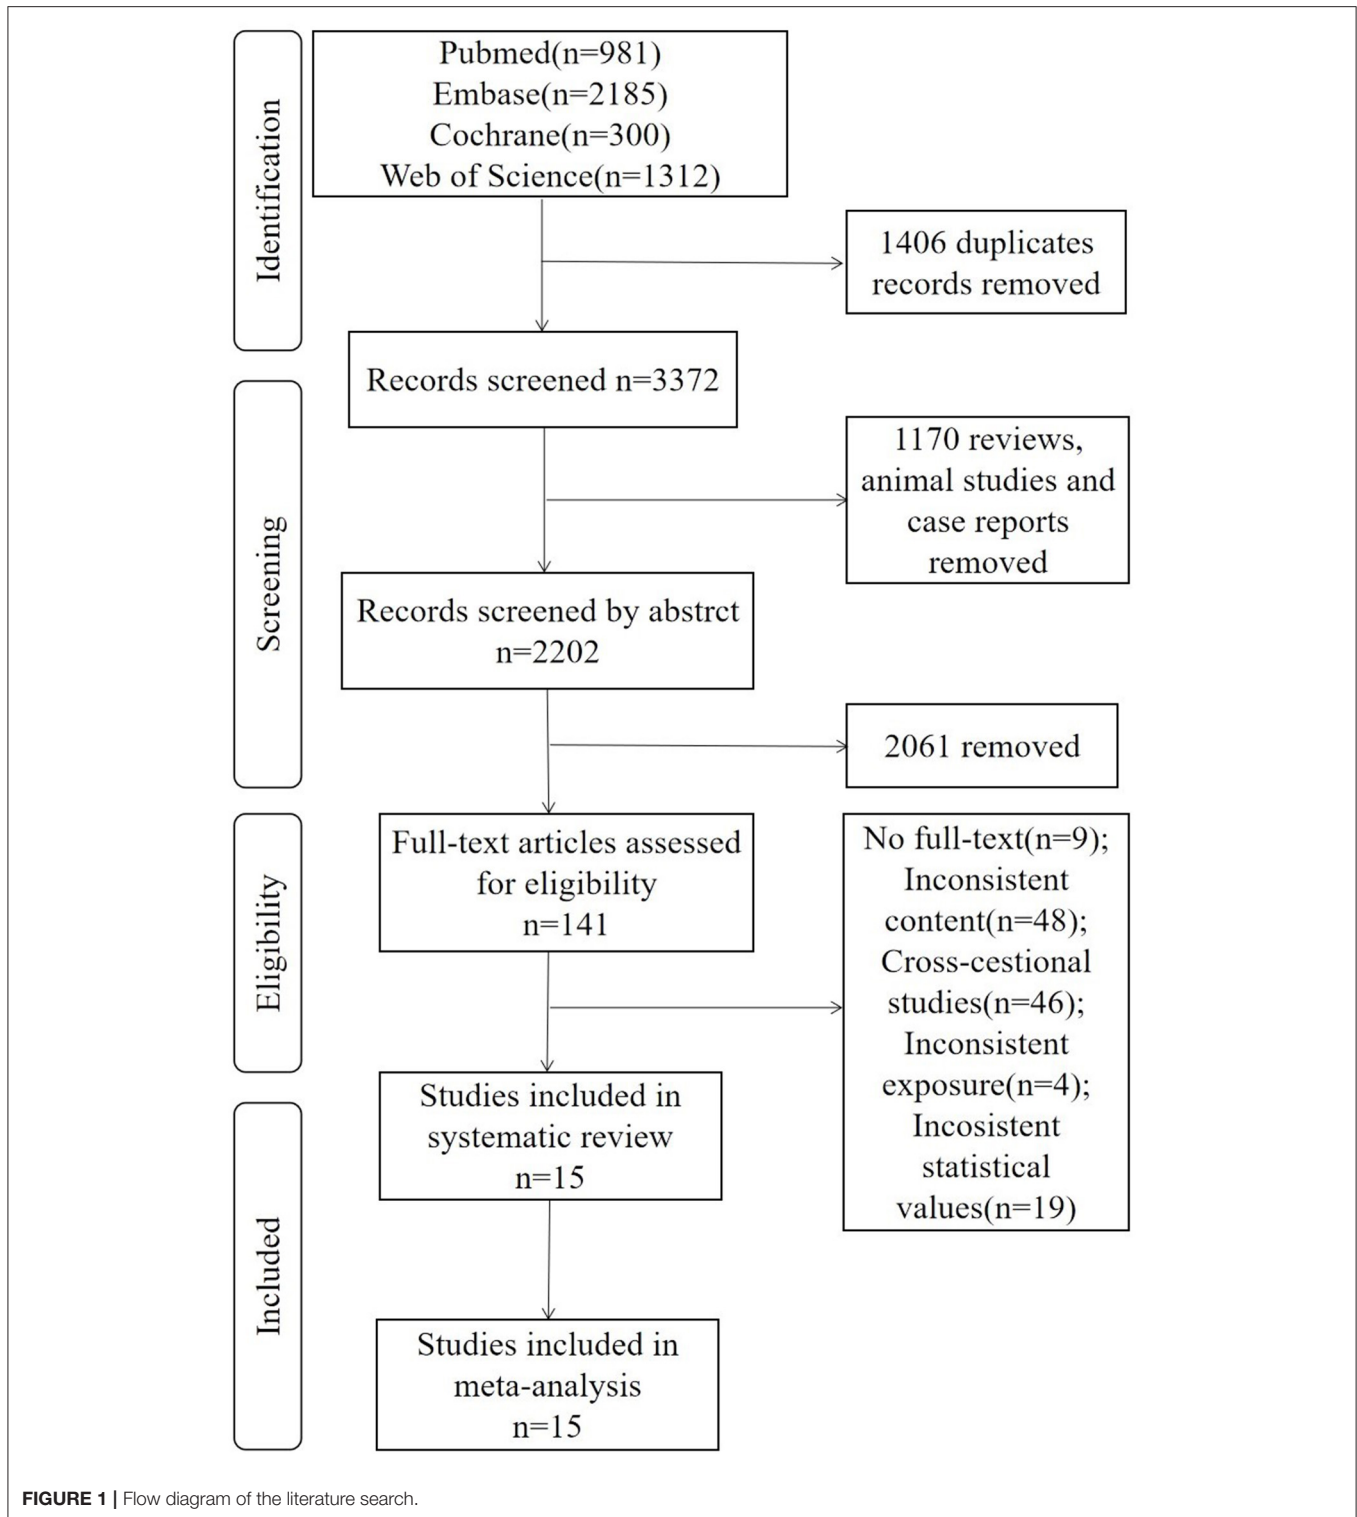 Identification
Pubmed(n=981)
Embase(n=2185)
Cochrane(n=300)
Web of Science(n=1312)
1406 duplicates
records removed
Records screened n=3372
Screening
1170 reviews,
animal studies and
case reports
removed
Records screened by abstrct
n=2202
2061 removed
Eligibility
Full-text articles assessed
for eligibility
n=141
No full-text(n=9);
Inconsistent
content(n=48);
Cross-cestional
studies(n=46);
Inconsistent
exposure(n=4);
Incosistent
statistical
values(n=19)
Included
Studies included in
systematic review
n=15
Studies included in
meta-analysis
n=15
FIGURE 1 | Flow diagram of the literature search.